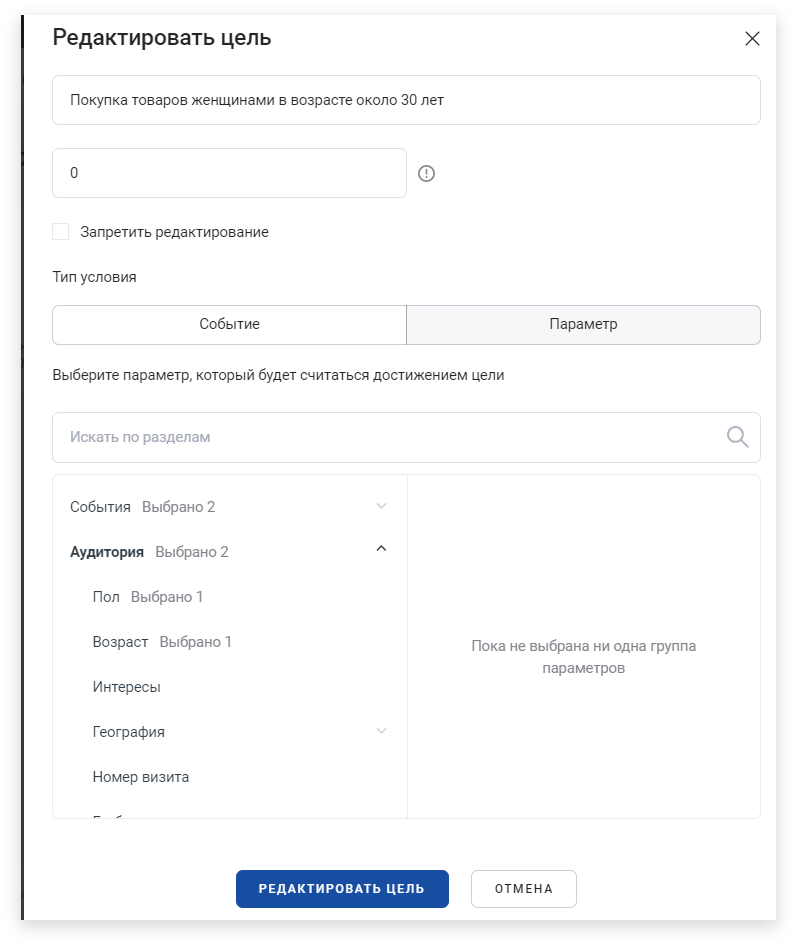 Редактировать цель
Покупка товаров женщинами в возрасте около 30 лет
0
Запретить редактирование
Тип условия
Событие Параметр
Выберите параметр, который будет считаться достижением цели
Искать по разделам
События Выбрано 2
Аудитория Выбрано 2
Пол Выбрано 1
Возраст Выбрано 1
Интересы
География
Номер визита
Пока не выбрана ни одна группа
параметров
РЕДАКТИРОВАТЬ ЦЕЛЬ ОТМЕНА